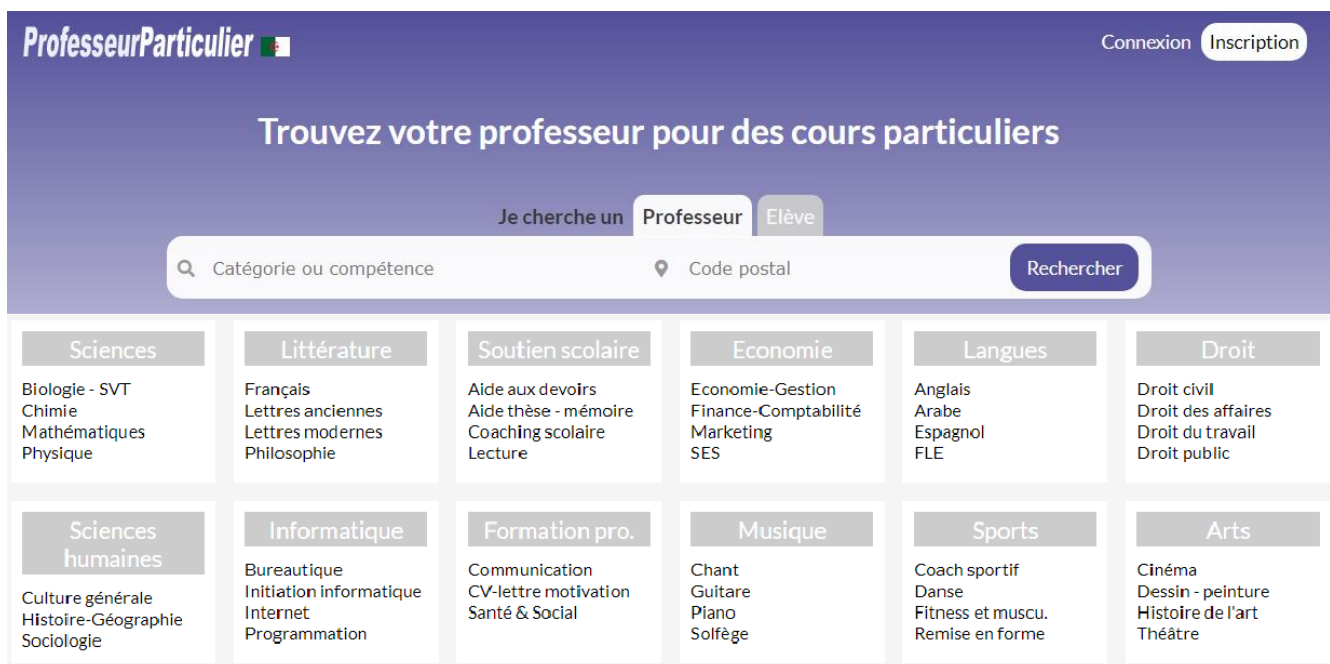 ProfesseurParticulier
Connexion Inscription
Trouvez votre professeur pour des cours particuliers
Je cherche un Professeur Elève
Catégorie ou compétence Code postal Rechercher
Sciences
Biologie - SVT
Chimie
Mathématiques
Physique
Littérature
Français
Lettres anciennes
Lettres modernes
Philosophie
Soutien scolaire
Aide aux devoirs
Aide thèse - mémoire
Coaching scolaire
Lecture
Economie
Economie-Gestion
Finance-Comptabilité
Marketing
SES
Langues
Anglais
Arabe
Espagnol
FLE
Droit
Droit civil
Droit des affaires
Droit du travail
Droit public
Sciences
humaines
Culture générale
Histoire-Géographie
Sociologie
Informatique
Bureautique
Initiation informatique
Internet
Programmation
Formation pro.
Communication
CV-lettre motivation
Santé & Social
Musique
Chant
Guitare
Piano
Solfège
Sports
Coach sportif
Danse
Fitness et muscu.
Remise en forme
Arts
Cinéma
Dessin - peinture
Histoire de l'art
Théâtre